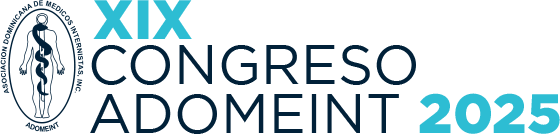 ASOCIACION DOMINICANA DE MEDICOS INTERNISTAS, INC.
ADOMEINT
XIX
CONGRESO
ADOMEINT 2025